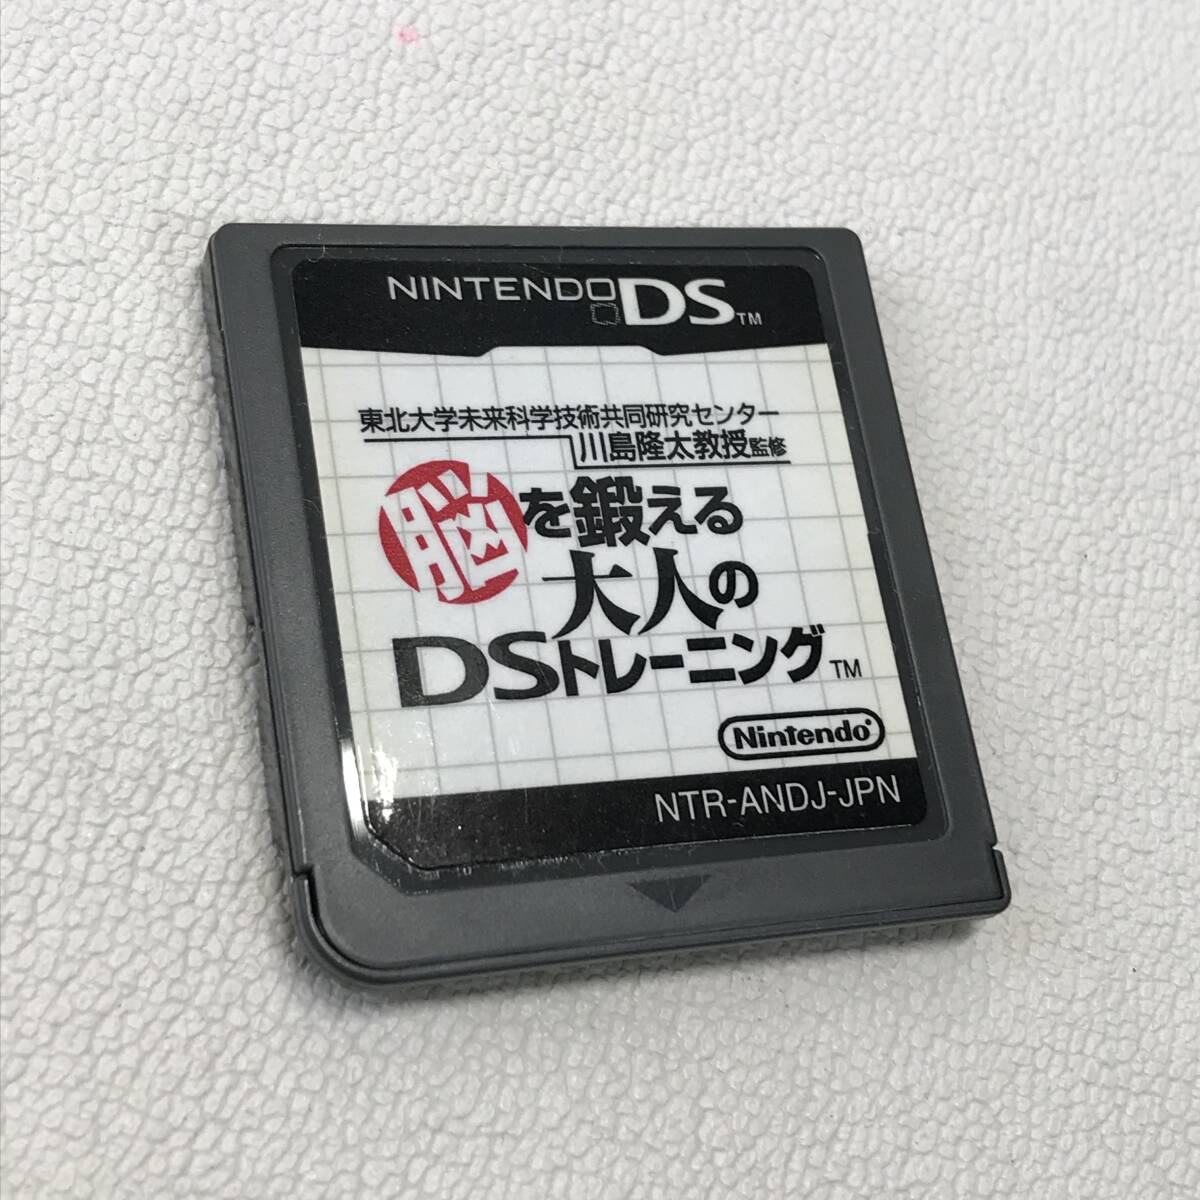 NINTENDO DS™
東北大学未来科学技術共同研究センター
川島隆太教授監修
脳を鍛える
大人の
DSトレーニング™
Nintendo®
NTR-ANDJ-JPN